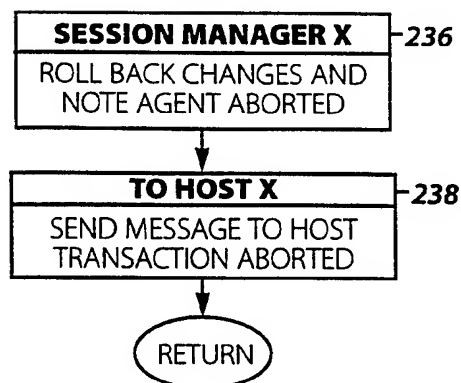 SESSION MANAGER X
236
ROLL BACK CHANGES AND
NOTE AGENT ABORTED
TO HOST X
238
SEND MESSAGE TO HOST
TRANSACTION ABORTED
RETURN